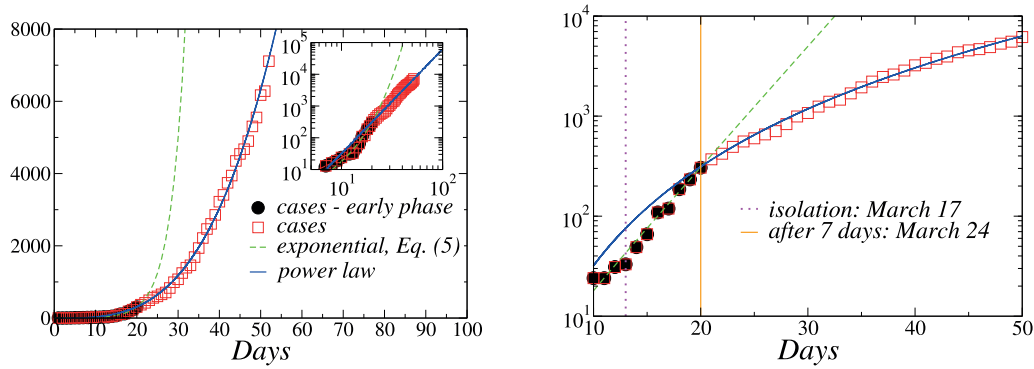 8000
6000
4000
2000
0
0 10 20 30 40 50 60 70 80 90 100
Days
10^5
10^4
10^3
10^2
10^1
10^1 10^2
cases - early phase
cases
exponential, Eq. (5)
power law
10^4
10^3
10^2
10^1
10 20 30 40 50
Days
isolation: March 17
after 7 days: March 24